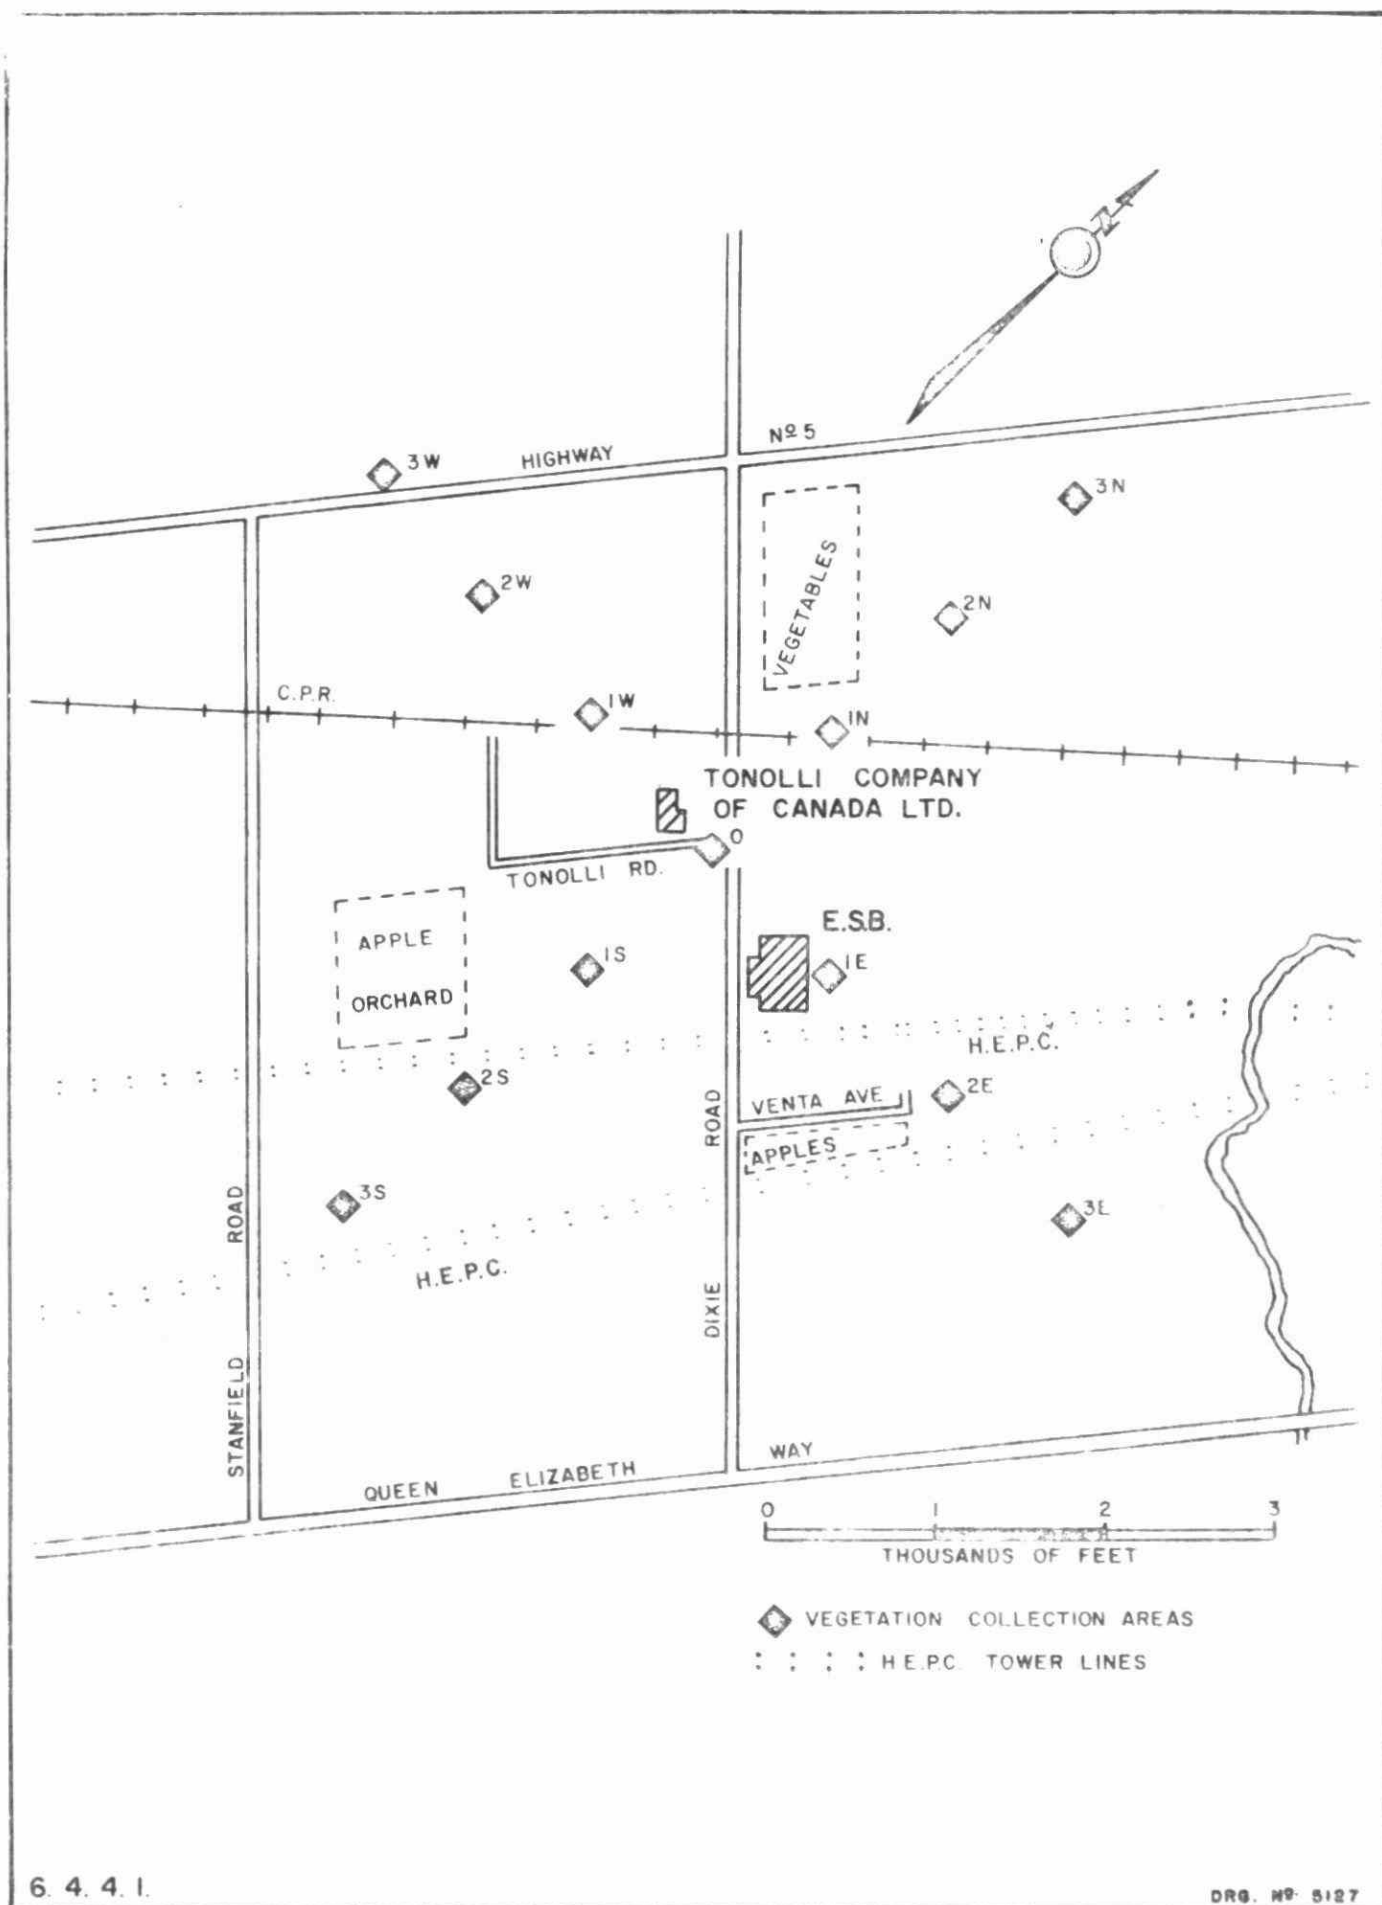 N
Nº 5
HIGHWAY
3W
3N
2W
VEGETABLES
2N
C.P.R.
1W
1N
TONOLLI COMPANY
OF CANADA LTD.
O
TONOLLI RD.
APPLE
ORCHARD
1S
E.S.B.
1E
H.E.P.C.
2S
2E
VENTA AVE
APPLES
3S
3E
H.E.P.C.
STANFIELD ROAD
DIXIE ROAD
QUEEN ELIZABETH WAY
0 1 2 3
THOUSANDS OF FEET
VEGETATION COLLECTION AREAS
H.E.P.C. TOWER LINES
6. 4. 4. 1.
DRG. Nº 5127